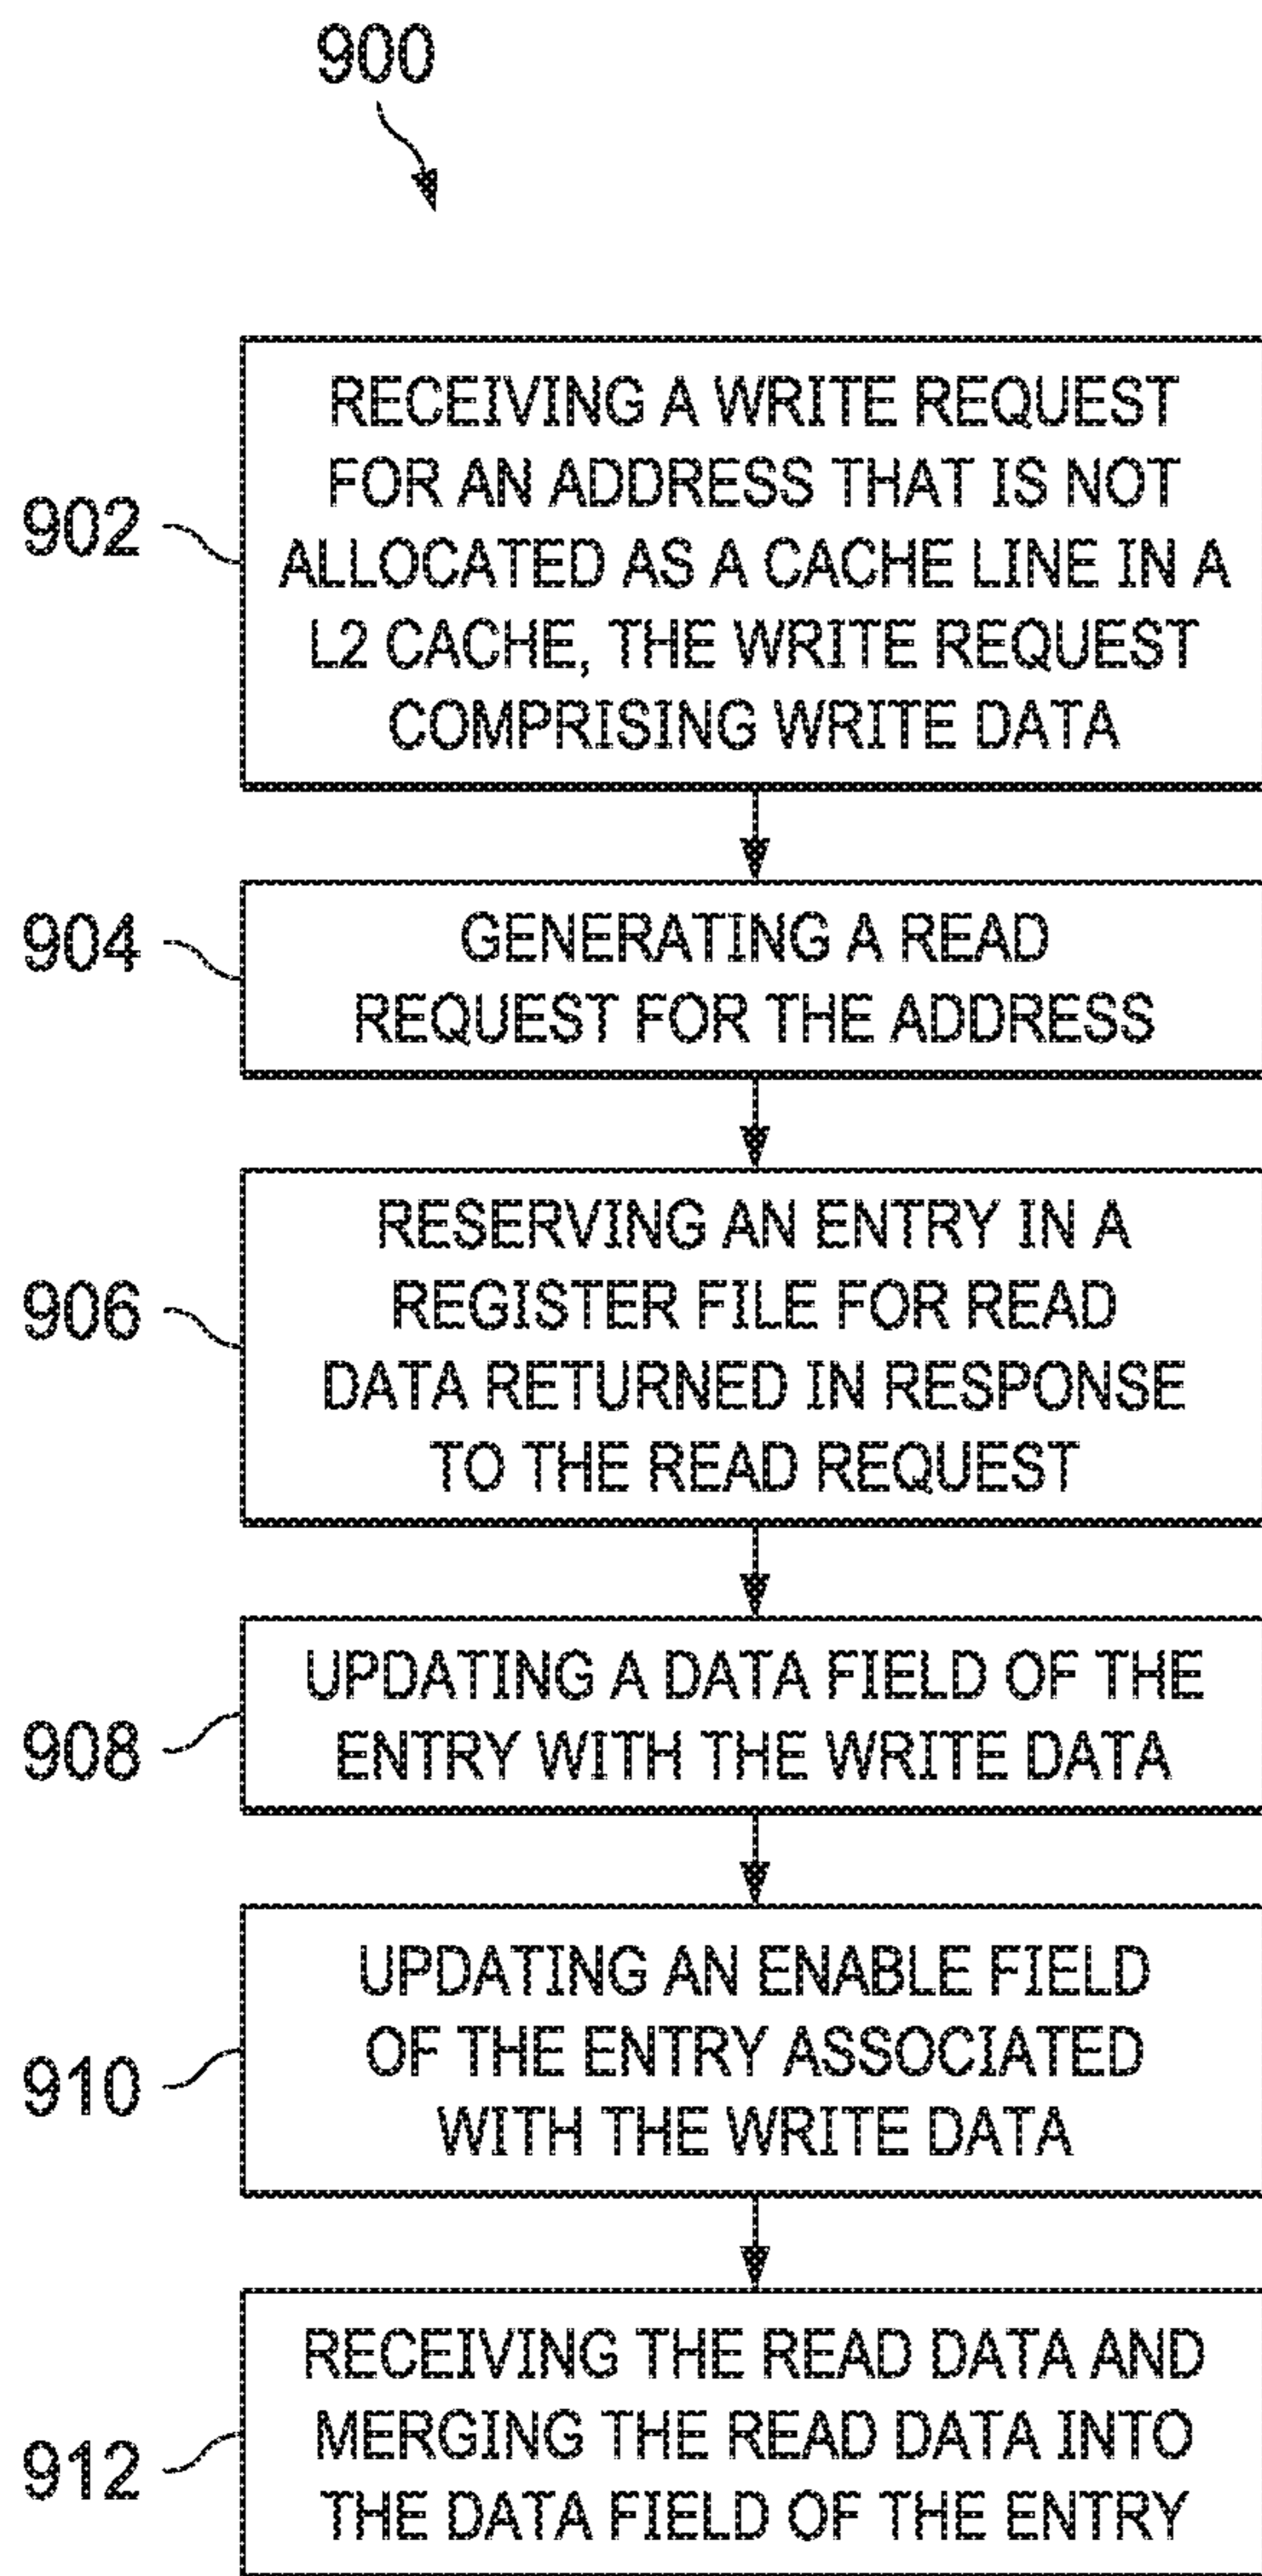 900
902
RECEIVING A WRITE REQUEST
FOR AN ADDRESS THAT IS NOT
ALLOCATED AS A CACHE LINE IN A
L2 CACHE, THE WRITE REQUEST
COMPRISING WRITE DATA
904
GENERATING A READ
REQUEST FOR THE ADDRESS
906
RESERVING AN ENTRY IN A
REGISTER FILE FOR READ
DATA RETURNED IN RESPONSE
TO THE READ REQUEST
908
UPDATING A DATA FIELD OF THE
ENTRY WITH THE WRITE DATA
910
UPDATING AN ENABLE FIELD
OF THE ENTRY ASSOCIATED
WITH THE WRITE DATA
912
RECEIVING THE READ DATA AND
MERGING THE READ DATA INTO
THE DATA FIELD OF THE ENTRY